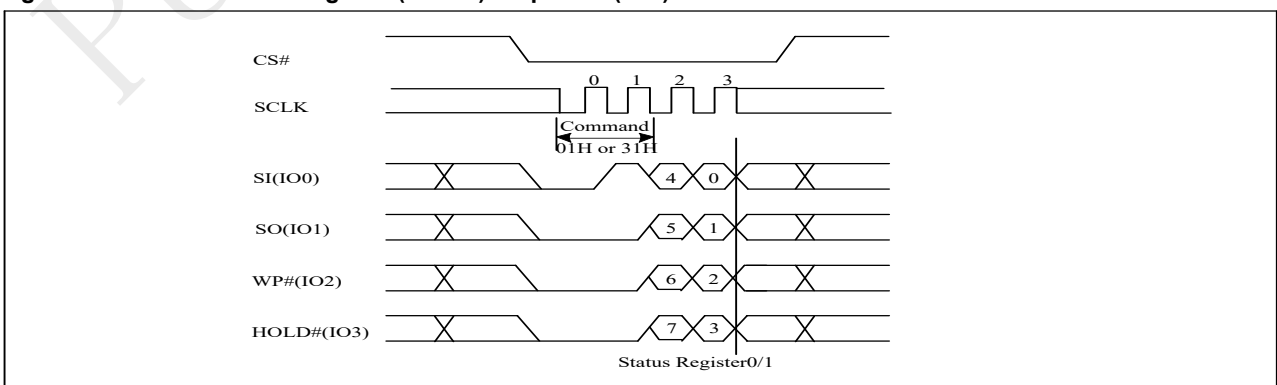 CS#
0 1 2 3
SCLK
Command
01H or 31H
SI(IO0)
4 0
SO(IO1)
5 1
WP#(IO2)
6 2
HOLD#(IO3)
7 3
Status Register0/1